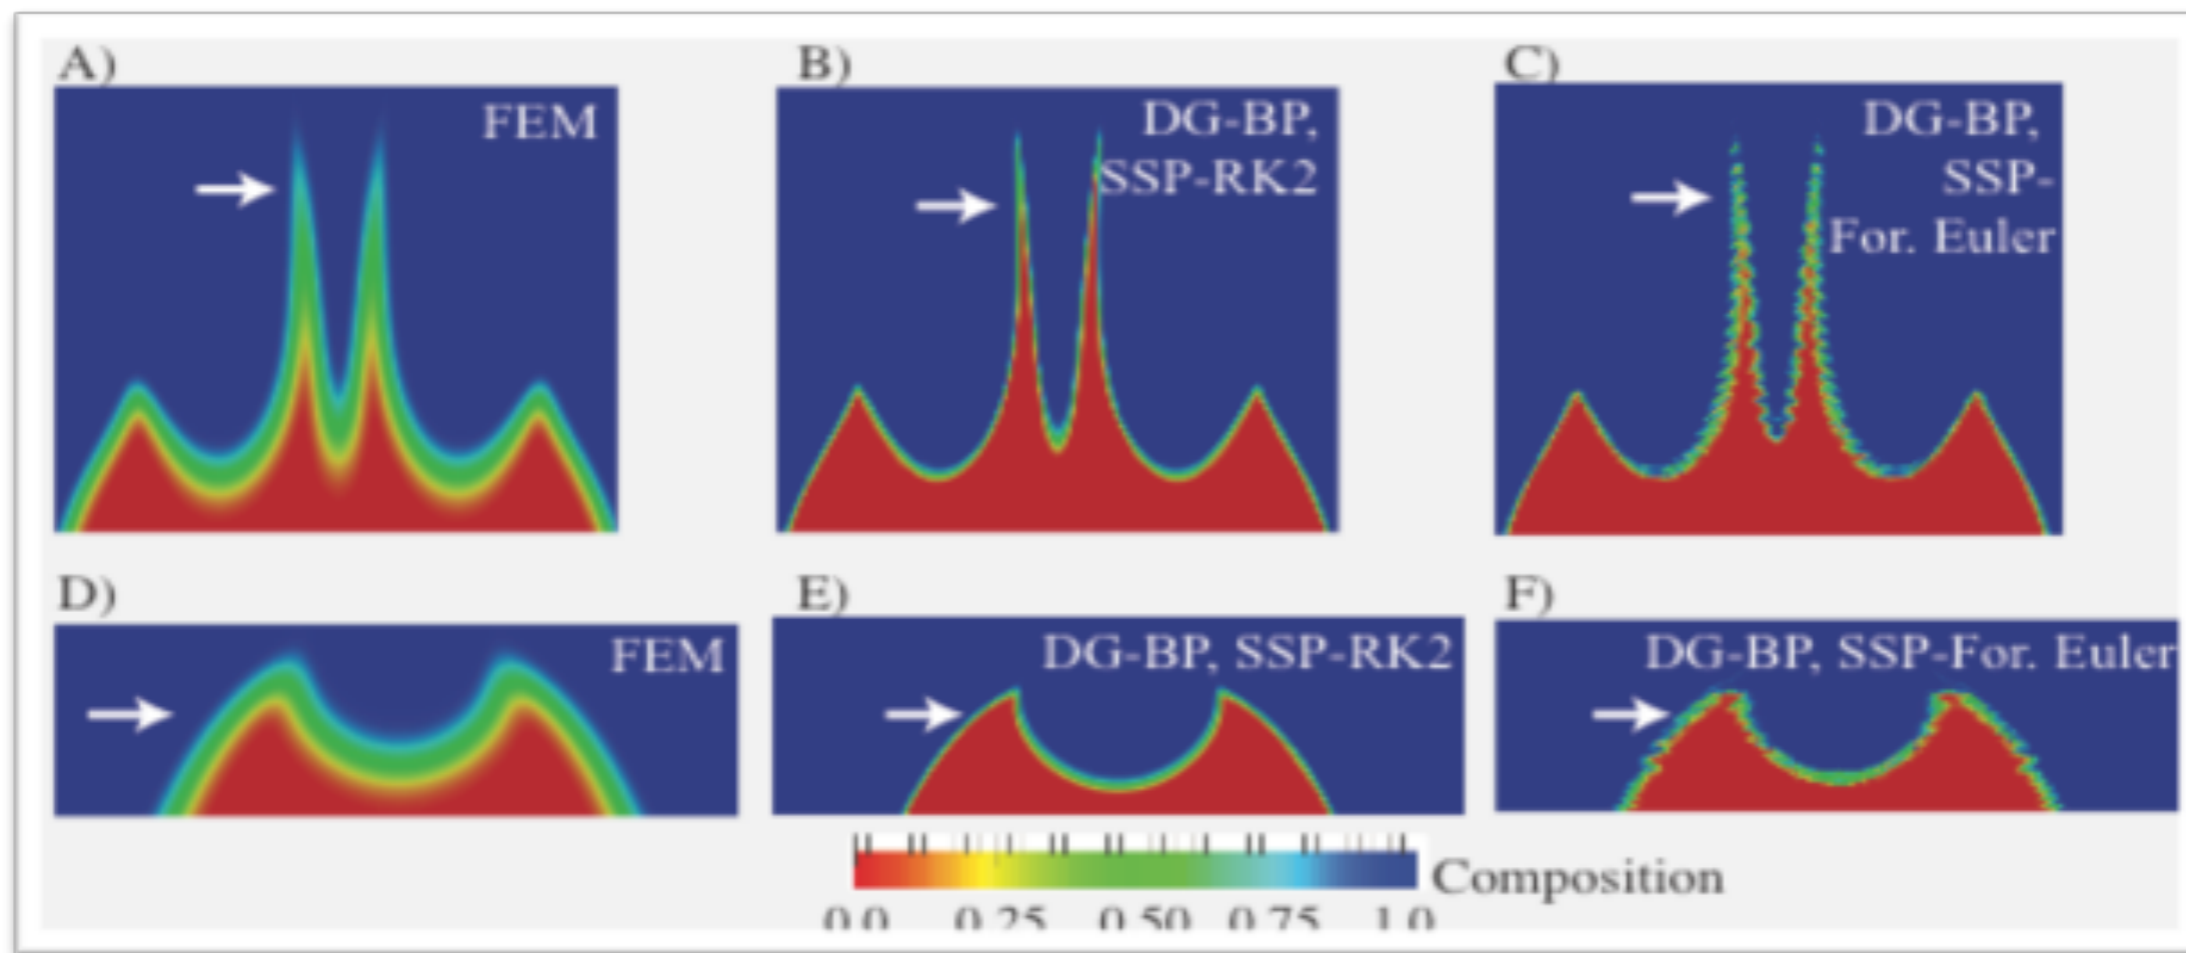 A)
FEM
B)
DG-BP,
SSP-RK2
C)
DG-BP,
SSP-
For. Euler
D)
FEM
E)
DG-BP, SSP-RK2
F)
DG-BP, SSP-For. Euler
Composition
0.0 0.25 0.50 0.75 1.0